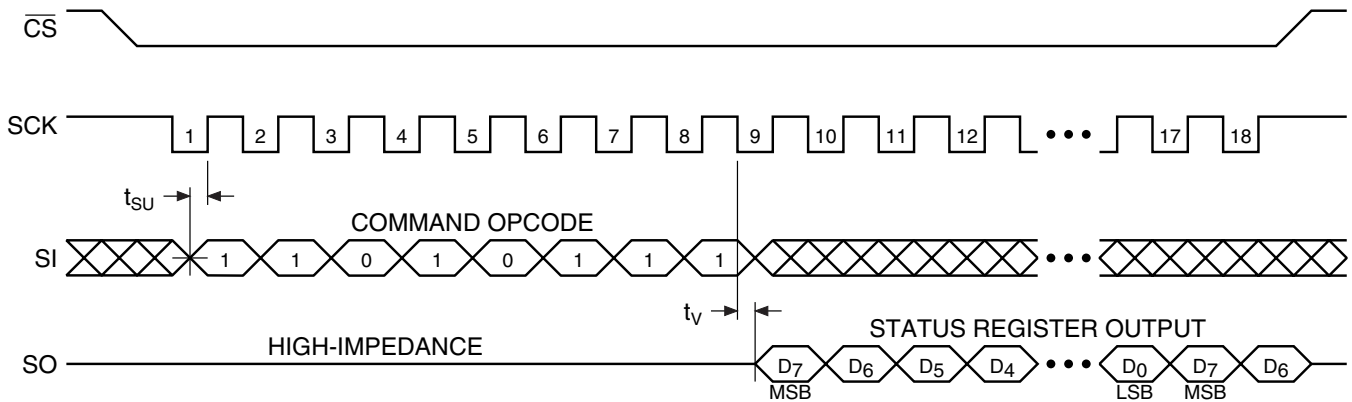 CS
SCK 1 2 3 4 5 6 7 8 9 10 11 12 ••• 17 18
tSU
COMMAND OPCODE
SI 1 1 0 1 0 1 1 1 •••
tV
STATUS REGISTER OUTPUT
HIGH-IMPEDANCE
SO D7 D6 D5 D4 ••• D0 D7 D6
MSB LSB MSB